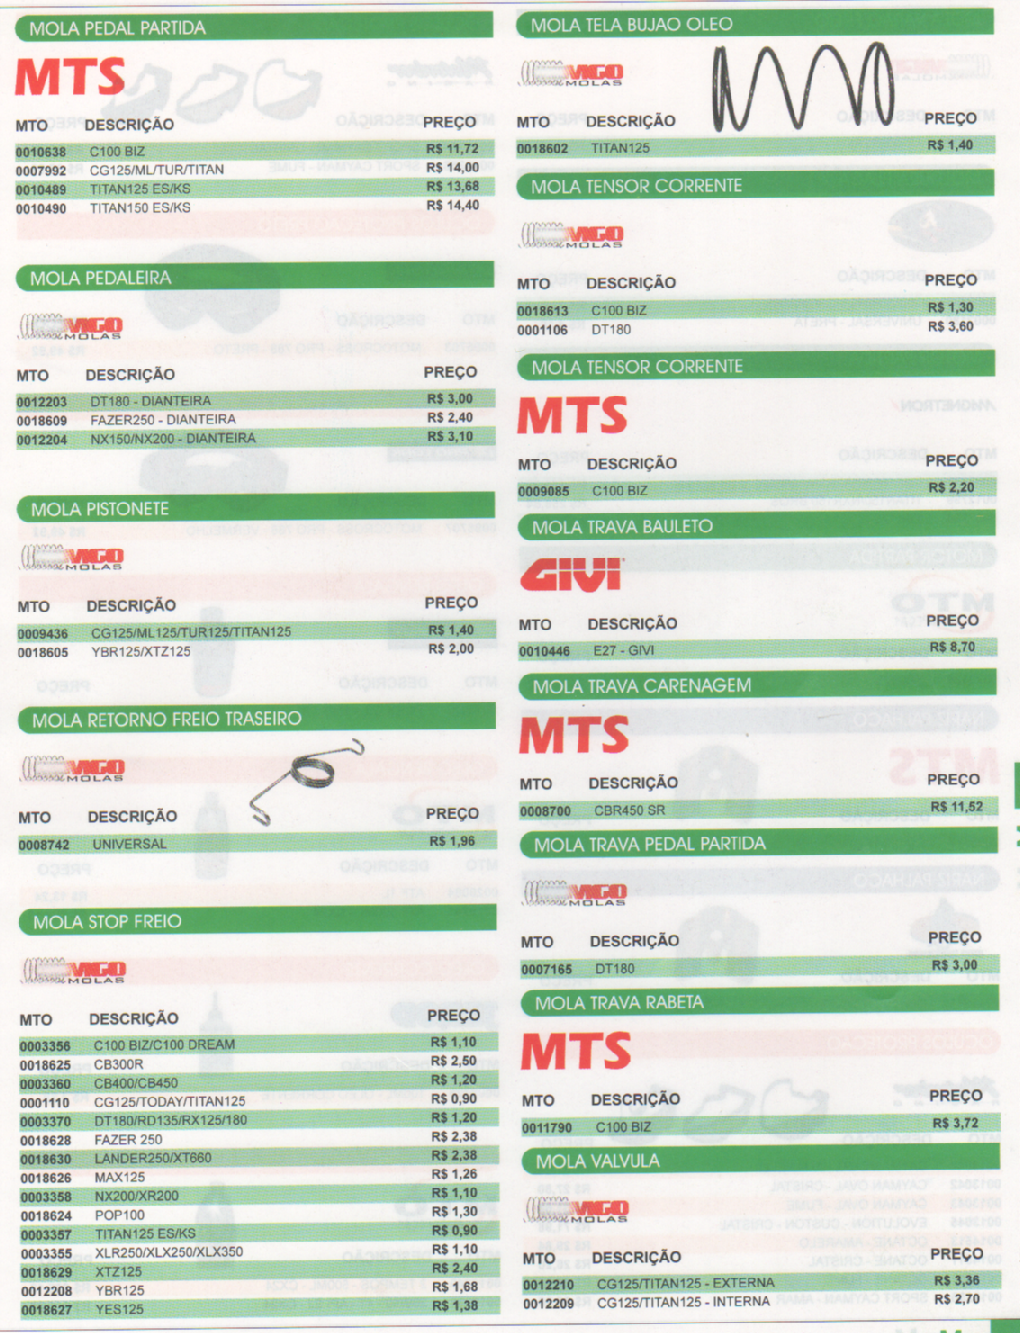 MOLA PEDAL PARTIDA
MTS
MTO DESCRIÇÃO PREÇO
0010638 C100 BIZ R$ 11,72
0007992 CG125/ML/TUR/TITAN R$ 14,00
0010489 TITAN125 ES/KS R$ 13,68
0010490 TITAN150 ES/KS R$ 14,40
MOLA PEDALEIRA
VIGO
MOLAS
MTO DESCRIÇÃO PREÇO
0012203 DT180 - DIANTEIRA R$ 3,00
0018609 FAZER250 - DIANTEIRA R$ 2,40
0012204 NX150/NX200 - DIANTEIRA R$ 3,10
MOLA PISTONETE
VIGO
MOLAS
MTO DESCRIÇÃO PREÇO
0009436 CG125/ML125/TUR125/TITAN125 R$ 1,40
0018605 YBR125/XTZ125 R$ 2,00
MOLA RETORNO FREIO TRASEIRO
VIGO
MOLAS
MTO DESCRIÇÃO PREÇO
0008742 UNIVERSAL R$ 1,96
MOLA STOP FREIO
VIGO
MOLAS
MTO DESCRIÇÃO PREÇO
0003356 C100 BIZ/C100 DREAM R$ 1,10
0018625 CB300R R$ 2,50
0003360 CB400/CB450 R$ 1,20
0001110 CG125/TODAY/TITAN125 R$ 0,90
0003370 DT180/RD135/RX125/180 R$ 1,20
0018628 FAZER 250 R$ 2,38
0018630 LANDER250/XT660 R$ 2,38
0018626 MAX125 R$ 1,26
0003358 NX200/XR200 R$ 1,10
0018624 POP100 R$ 1,30
0003357 TITAN125 ES/KS R$ 0,90
0003355 XLR250/XLX250/XLX350 R$ 1,10
0018629 XTZ125 R$ 2,40
0012208 YBR125 R$ 1,68
0018627 YES125 R$ 1,38
MOLA TELA BUJAO OLEO
VIGO
MOLAS
MTO DESCRIÇÃO PREÇO
0018602 TITAN125 R$ 1,40
MOLA TENSOR CORRENTE
VIGO
MOLAS
MTO DESCRIÇÃO PREÇO
0018613 C100 BIZ R$ 1,30
0001106 DT180 R$ 3,60
MOLA TENSOR CORRENTE
MTS
MTO DESCRIÇÃO PREÇO
0009085 C100 BIZ R$ 2,20
MOLA TRAVA BAULETO
GIVI
MTO DESCRIÇÃO PREÇO
0010446 E27 - GIVI R$ 8,70
MOLA TRAVA CARENAGEM
MTS
MTO DESCRIÇÃO PREÇO
0008700 CBR450 SR R$ 11,52
MOLA TRAVA PEDAL PARTIDA
VIGO
MOLAS
MTO DESCRIÇÃO PREÇO
0007165 DT180 R$ 3,00
MOLA TRAVA RABETA
MTS
MTO DESCRIÇÃO PREÇO
0011790 C100 BIZ R$ 3,72
MOLA VALVULA
VIGO
MOLAS
MTO DESCRIÇÃO PREÇO
0012210 CG125/TITAN125 - EXTERNA R$ 3,36
0012209 CG125/TITAN125 - INTERNA R$ 2,70